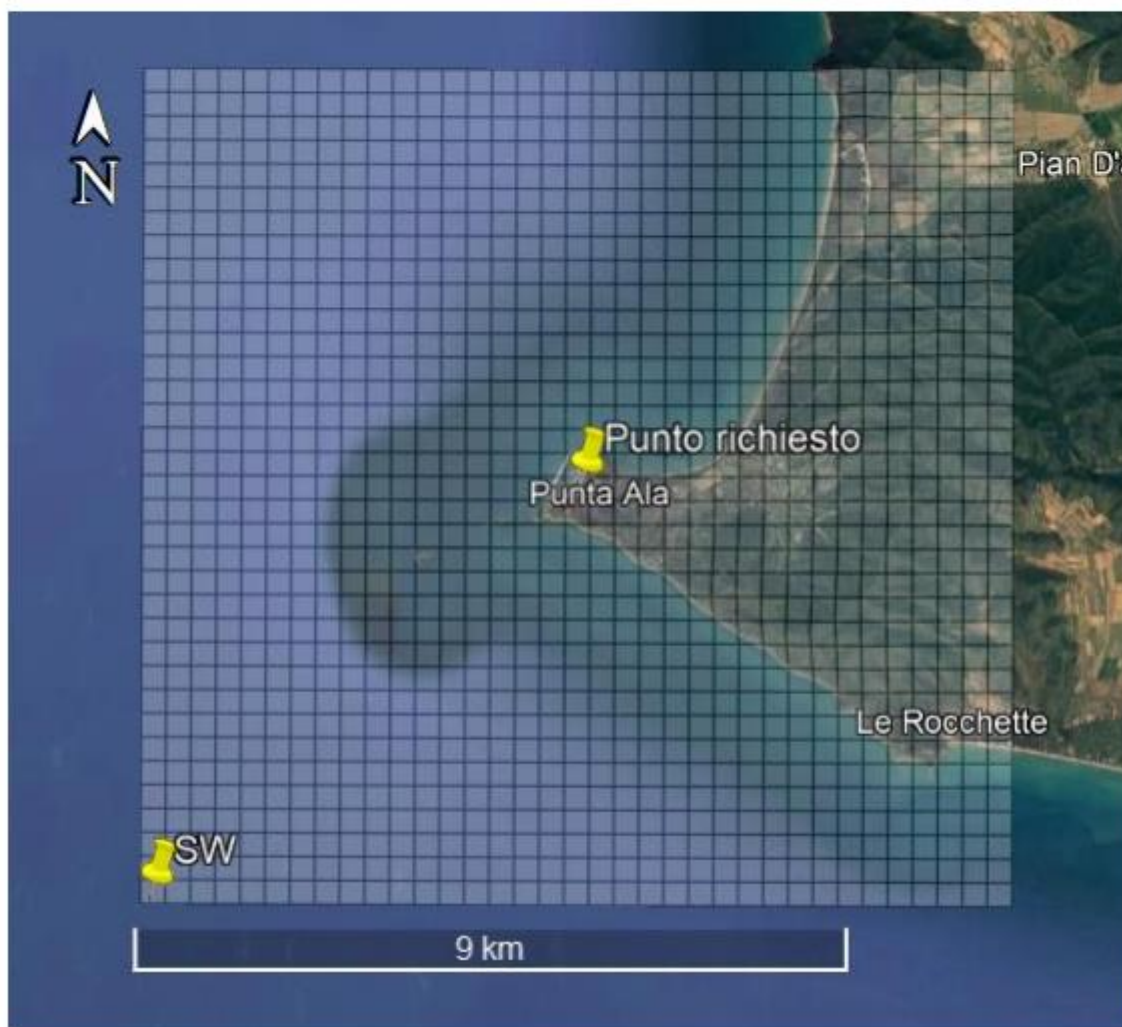 N
Pian D'a
Punto richiesto
Punta Ala
Le Rocchette
SW
9 km